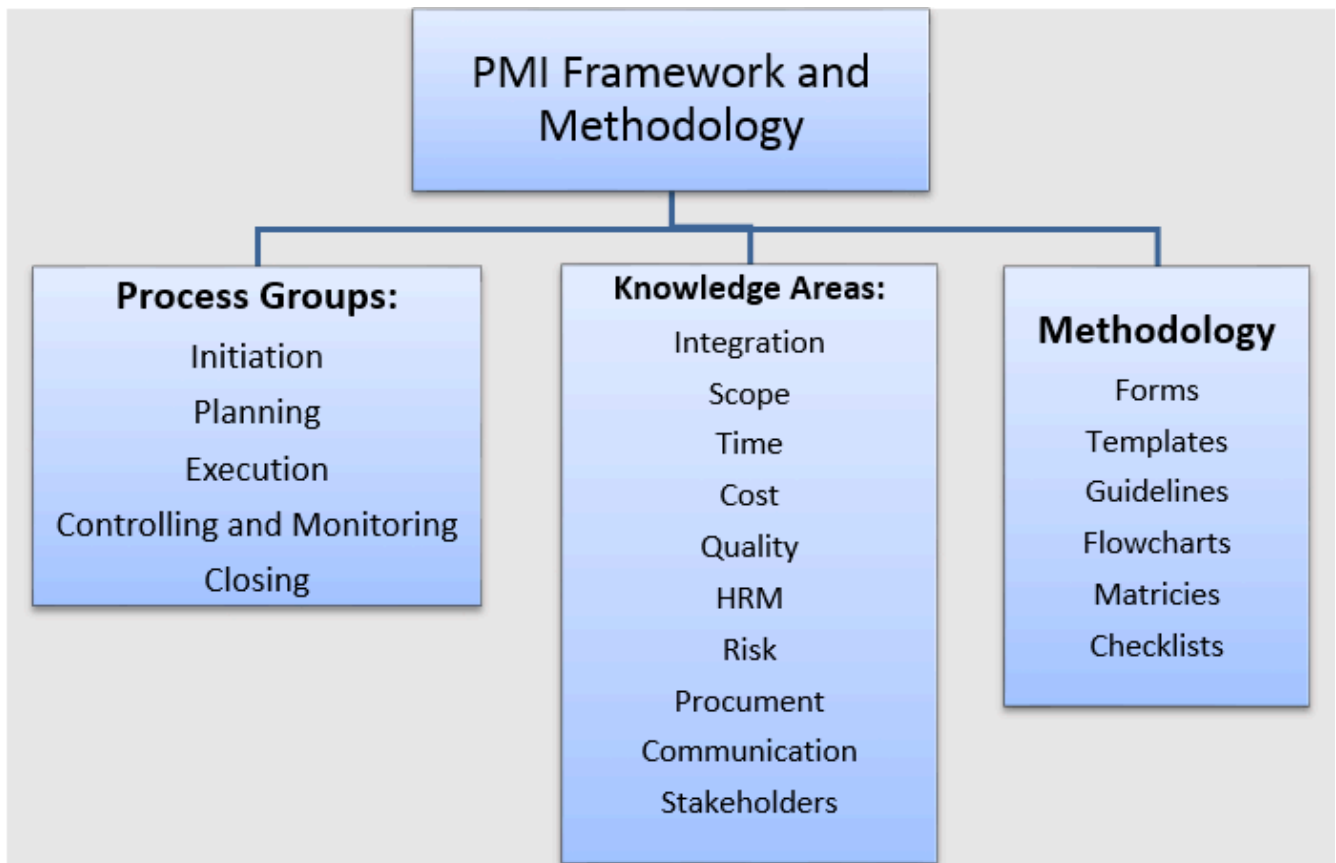 PMI Framework and
Methodology
Process Groups:
Initiation
Planning
Execution
Controlling and Monitoring
Closing
Knowledge Areas:
Integration
Scope
Time
Cost
Quality
HRM
Risk
Procument
Communication
Stakeholders
Methodology
Forms
Templates
Guidelines
Flowcharts
Matricies
Checklists